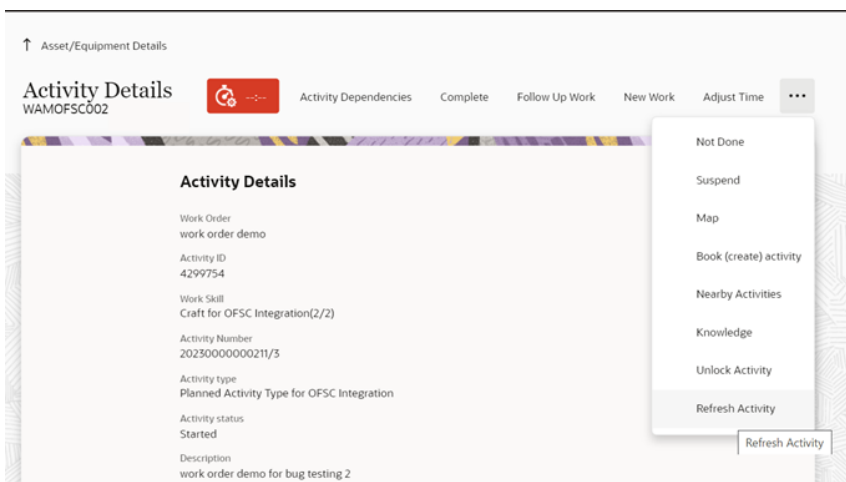 ↑ Asset/Equipment Details
Activity Details
WAMOFSC002
--:--
Activity Dependencies
Complete
Follow Up Work
New Work
Adjust Time
...
Not Done
Suspend
Map
Book (create) activity
Nearby Activities
Knowledge
Unlock Activity
Refresh Activity
Refresh Activity
Activity Details
Work Order
work order demo
Activity ID
4299754
Work Skill
Craft for OFSC Integration(2/2)
Activity Number
20230000000211/3
Activity type
Planned Activity Type for OFSC Integration
Activity status
Started
Description
work order demo for bug testing 2